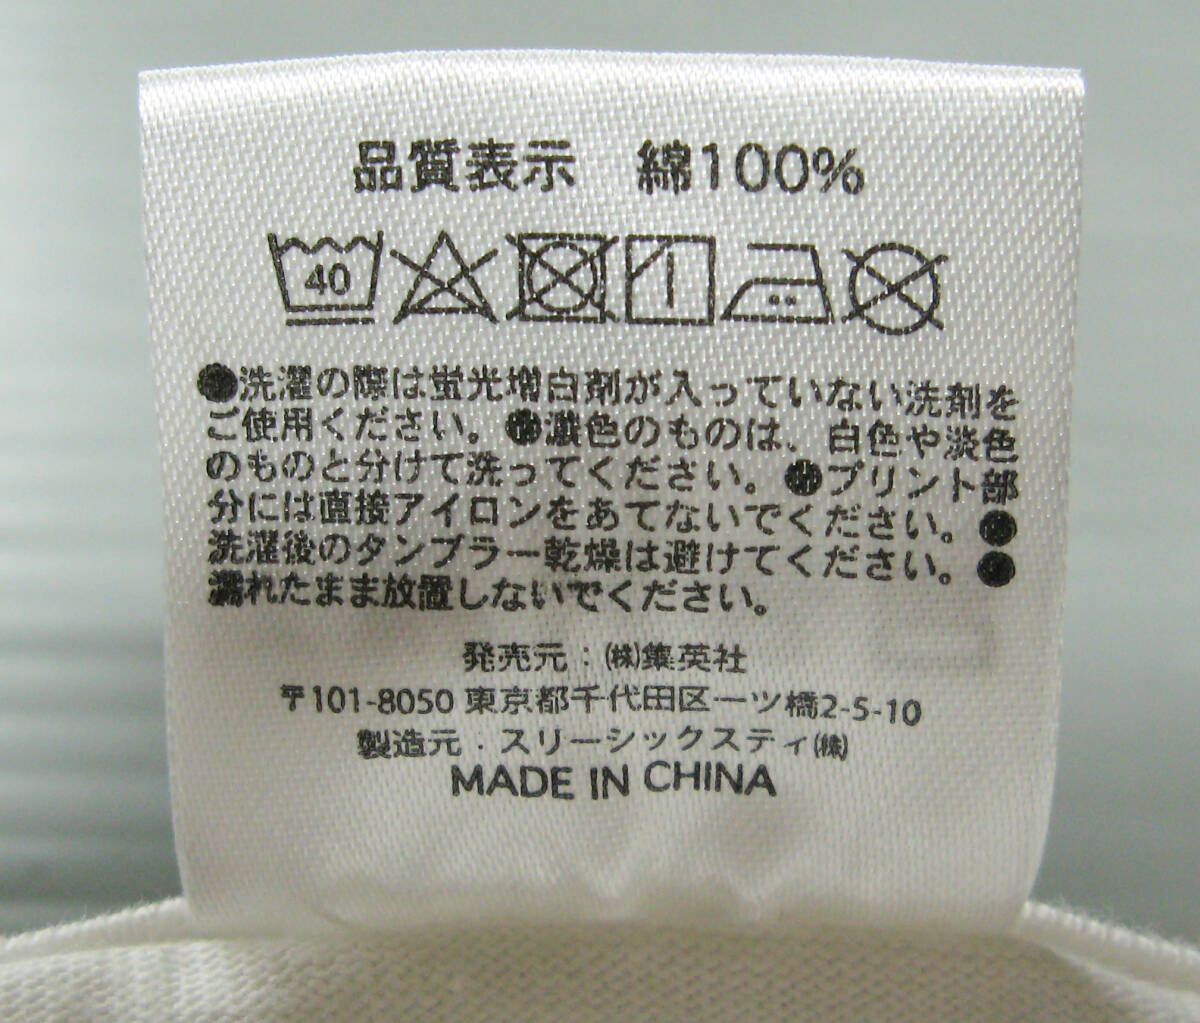 品質表示 綿100%
40
●洗濯の際は蛍光増白剤が入っていない洗剤を
ご使用ください。●濃色のものは、白色や淡色
のものと分けて洗ってください。●プリント部
分には直接アイロンをあてないでください。●
洗濯後のタンブラー乾燥は避けてください。●
濡れたまま放置しないでください。
発売元：㈱集英社
〒101-8050 東京都千代田区一ツ橋2-5-10
製造元：スリーシックスティ㈱
MADE IN CHINA